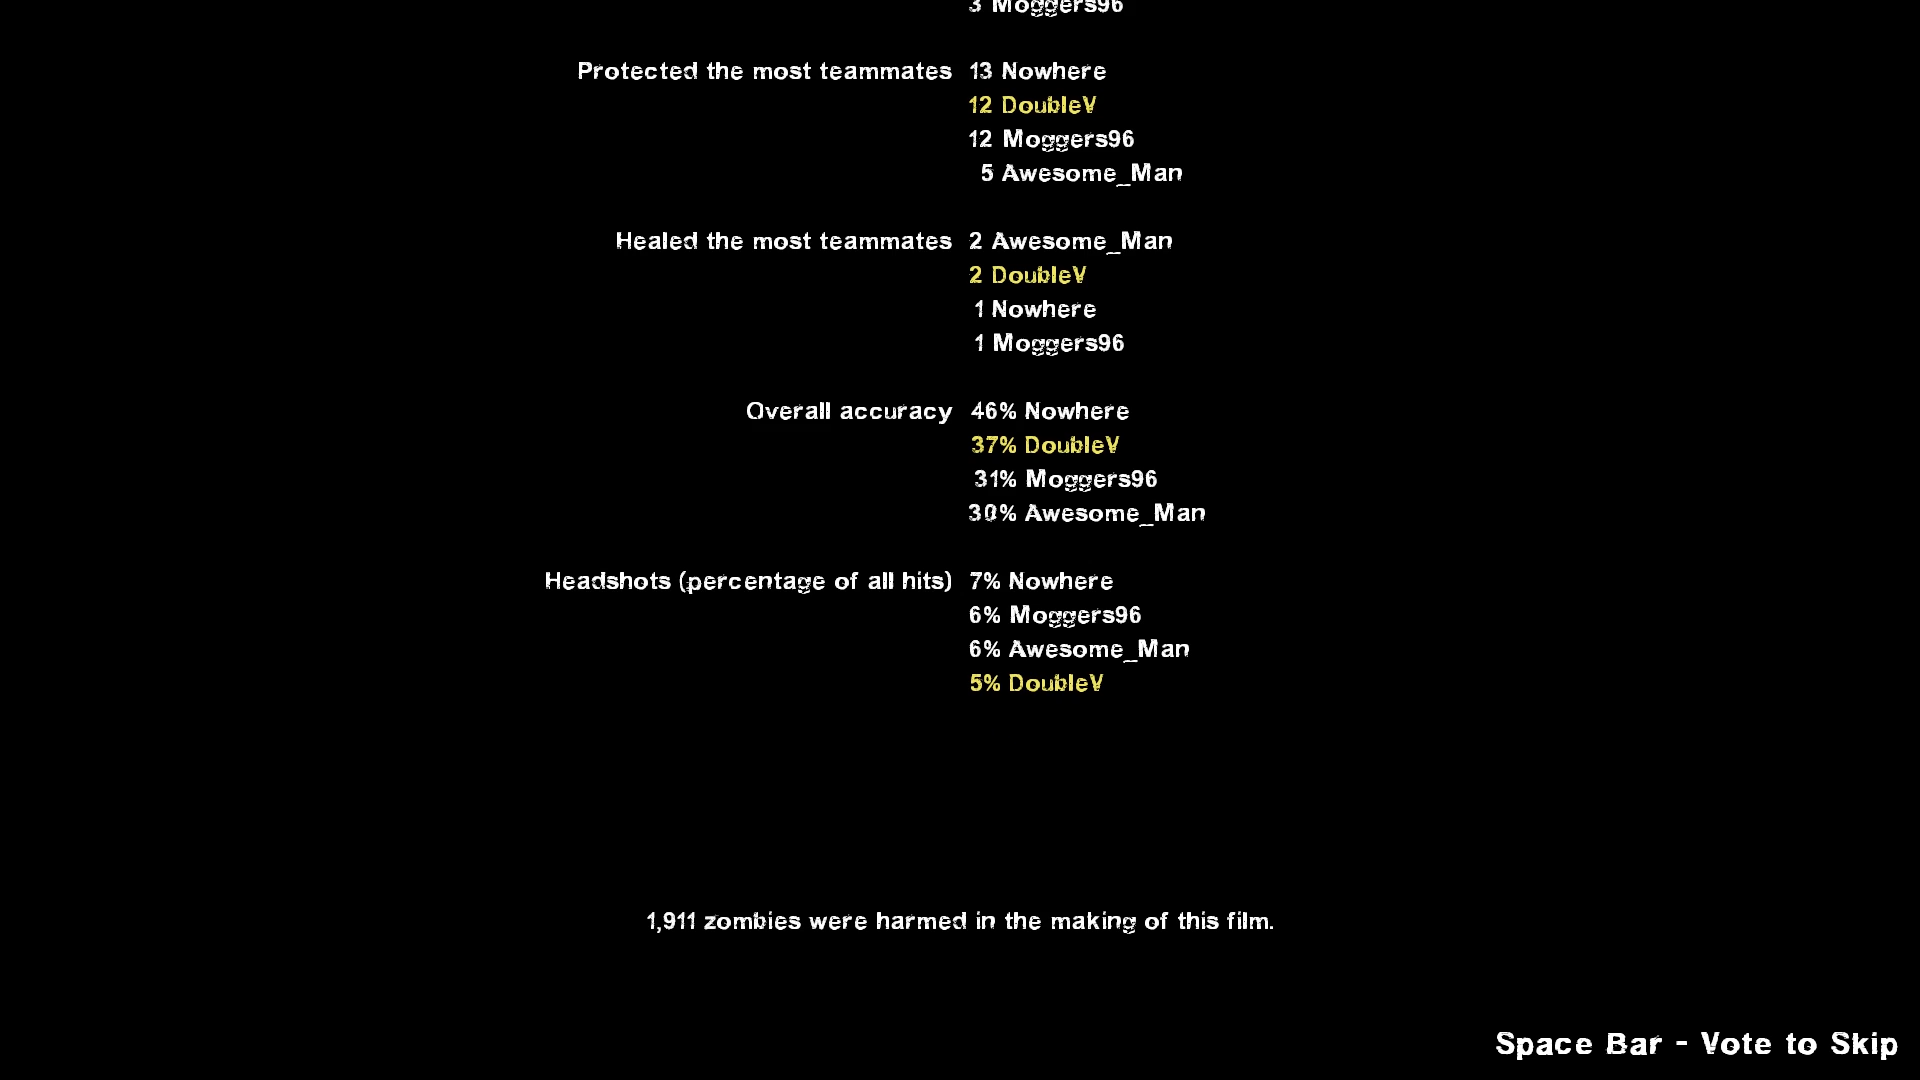 3 Moggers96
Protected the most teammates 13 Nowhere
12 DoubleV
12 Moggers96
5 Awesome_Man
Healed the most teammates 2 Awesome_Man
2 DoubleV
1 Nowhere
1 Moggers96
Overall accuracy 46% Nowhere
37% DoubleV
31% Moggers96
30% Awesome_Man
Headshots (percentage of all hits) 7% Nowhere
6% Moggers96
6% Awesome_Man
5% DoubleV
1,911 zombies were harmed in the making of this film.
Space Bar - Vote to Skip